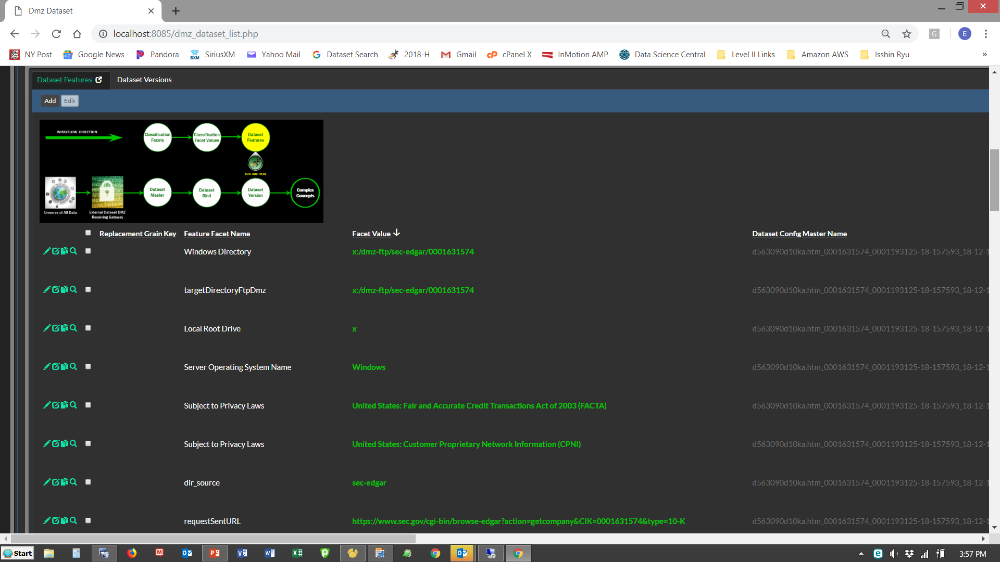 Dmz Dataset
localhost:8085/dmz_dataset_list.php
G
E
NY Post
Google News
Pandora
SXM
SiriusXM
Yahoo Mail
Dataset Search
2018-H
Gmail
cPanel X
InMotion AMP
Data Science Central
Level II Links
Amazon AWS
Isshin Ryu
»
Dataset Features
Dataset Versions
Add
Edit
WORKFLOW DIRECTION
Classification
Facets
Classification
Facet Values
Dataset
Features
YOU ARE HERE
Dataset
Master
Dataset
Bind
Dataset
Version
Complex
Concepts
Universe of All Data
External Dataset DMZ
Receiving Gateway
Replacement Grain Key Feature Facet Name Facet Value Dataset Config Master Name
Windows Directory x:/dmz-ftp/sec-edgar/0001631574 d563090d10ka.htm_0001631574_0001193125-18-157593_18-12-1
targetDirectoryFtpDmz x:/dmz-ftp/sec-edgar/0001631574 d563090d10ka.htm_0001631574_0001193125-18-157593_18-12-1
Local Root Drive x d563090d10ka.htm_0001631574_0001193125-18-157593_18-12-1
Server Operating System Name Windows d563090d10ka.htm_0001631574_0001193125-18-157593_18-12-1
Subject to Privacy Laws United States: Fair and Accurate Credit Transactions Act of 2003 (FACTA) d563090d10ka.htm_0001631574_0001193125-18-157593_18-12-1
Subject to Privacy Laws United States: Customer Proprietary Network Information (CPNI) d563090d10ka.htm_0001631574_0001193125-18-157593_18-12-1
dir_source sec-edgar d563090d10ka.htm_0001631574_0001193125-18-157593_18-12-1
requestSentURL https://www.sec.gov/cgi-bin/browse-edgar?action=getcompany&CIK=0001631574&type=10-K d563090d10ka.htm_0001631574_0001193125-18-157593_18-12-1
Start
3:57 PM